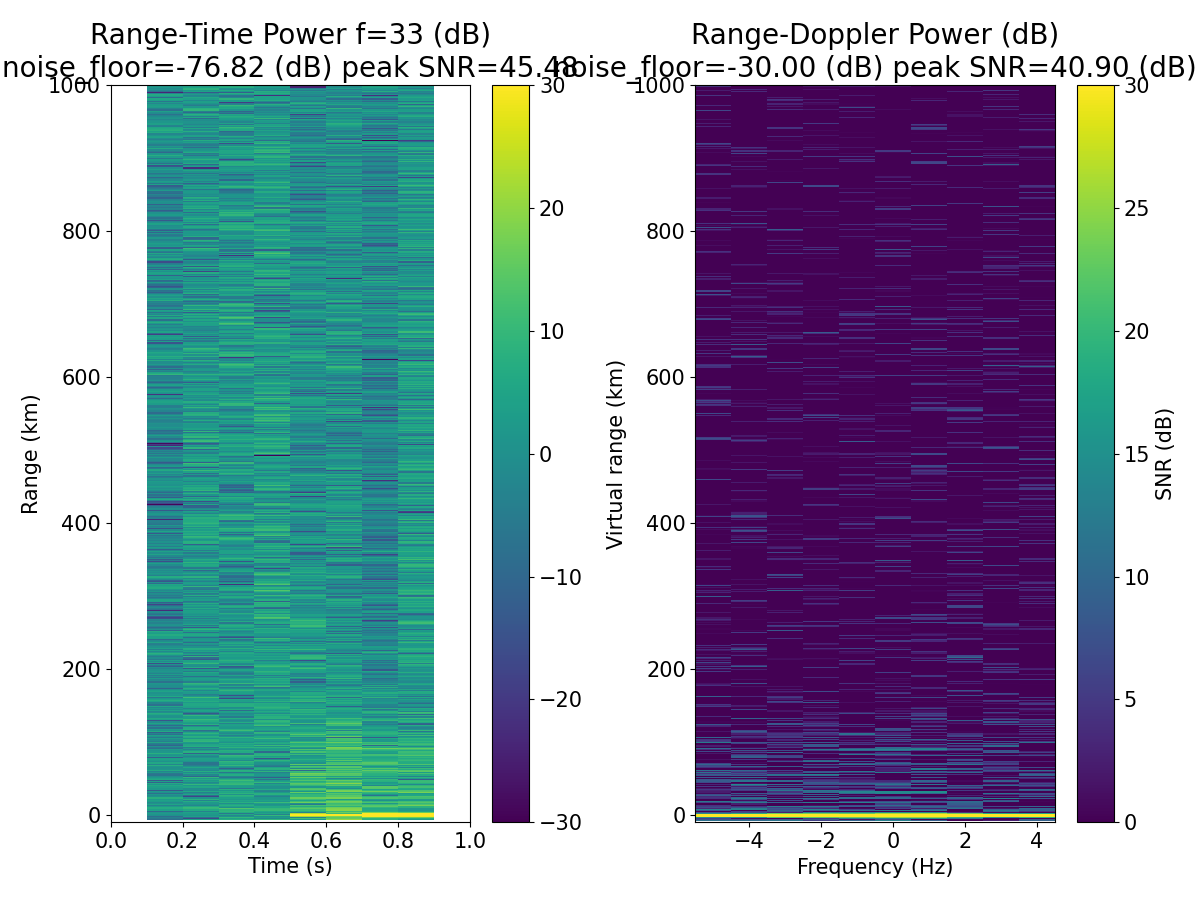 Range-Time Power f=33 (dB)
noise_floor=-76.82 (dB) peak SNR=45.48
Range-Doppler Power (dB)
noise_floor=-30.00 (dB) peak SNR=40.90 (dB)
1000
800
600
400
200
0
Range (km)
0.0 0.2 0.4 0.6 0.8 1.0
Time (s)
30
20
10
0
−10
−20
−30
1000
800
600
400
200
0
Virtual range (km)
−4 −2 0 2 4
Frequency (Hz)
30
25
20
15
10
5
0
SNR (dB)